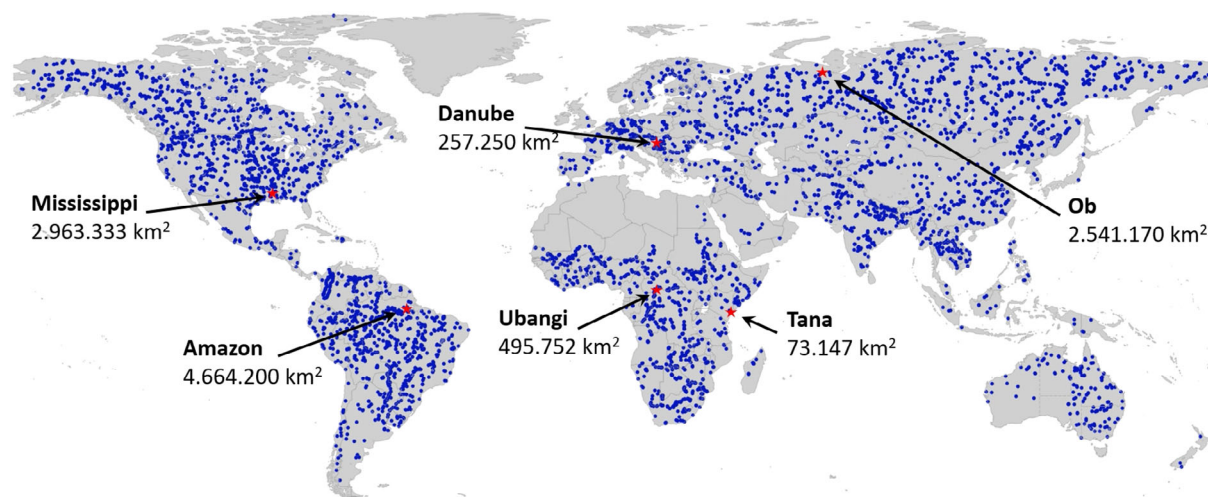 Danube
257.250 km²
Mississippi
2.963.333 km²
Ob
2.541.170 km²
Ubangi
495.752 km²
Tana
73.147 km²
Amazon
4.664.200 km²